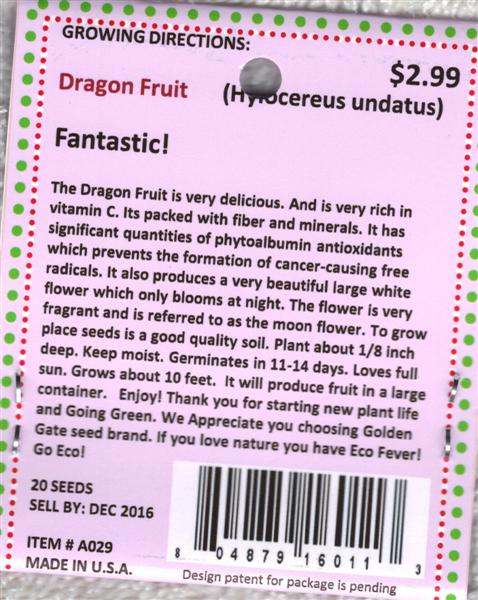 GROWING DIRECTIONS:
$2.99
Dragon Fruit (Hylocereus undatus)
Fantastic!
The Dragon Fruit is very delicious. And is very rich in
vitamin C. Its packed with fiber and minerals. It has
significant quantities of phytoalbumin antioxidants
which prevents the formation of cancer-causing free
radicals. It also produces a very beautiful large white
flower which only blooms at night. The flower is very
fragrant and is referred to as the moon flower. To grow
place seeds is a good quality soil. Plant about 1/8 inch
deep. Keep moist. Germinates in 11-14 days. Loves full
sun. Grows about 10 feet. It will produce fruit in a large
container. Enjoy! Thank you for starting new plant life
and Going Green. We Appreciate you choosing Golden
Gate seed brand. If you love nature you have Eco Fever!
Go Eco!
20 SEEDS
SELL BY: DEC 2016
ITEM # A029
MADE IN U.S.A.
8 04879 16011 3
Design patent for package is pending